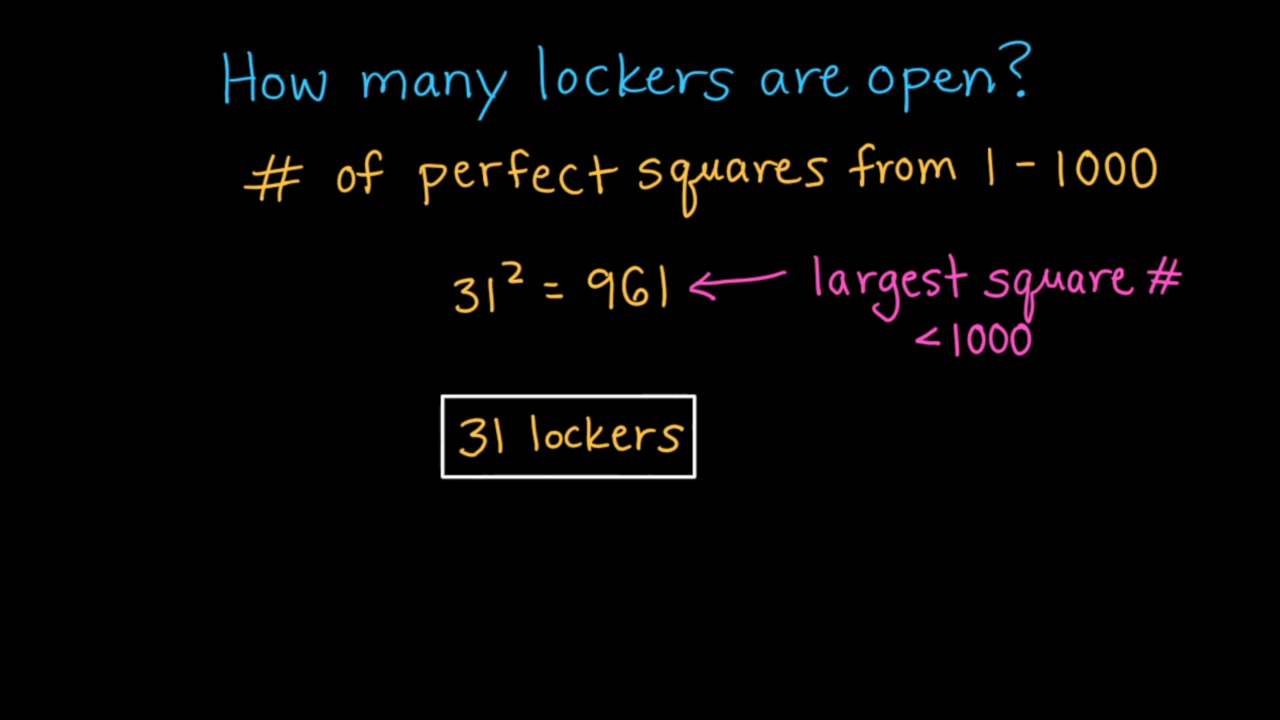 How many lockers are open?
# of perfect squares from 1 - 1000
31² = 961 ← largest square #
< 1000
31 lockers